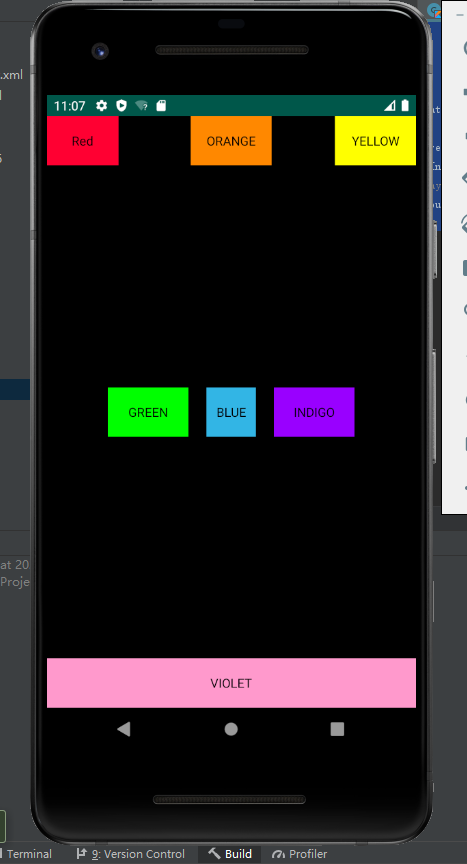 .xml
11:07
Red
ORANGE
YELLOW
GREEN
BLUE
INDIGO
VIOLET
at 20
Proje
Terminal
9: Version Control
Build
Profiler